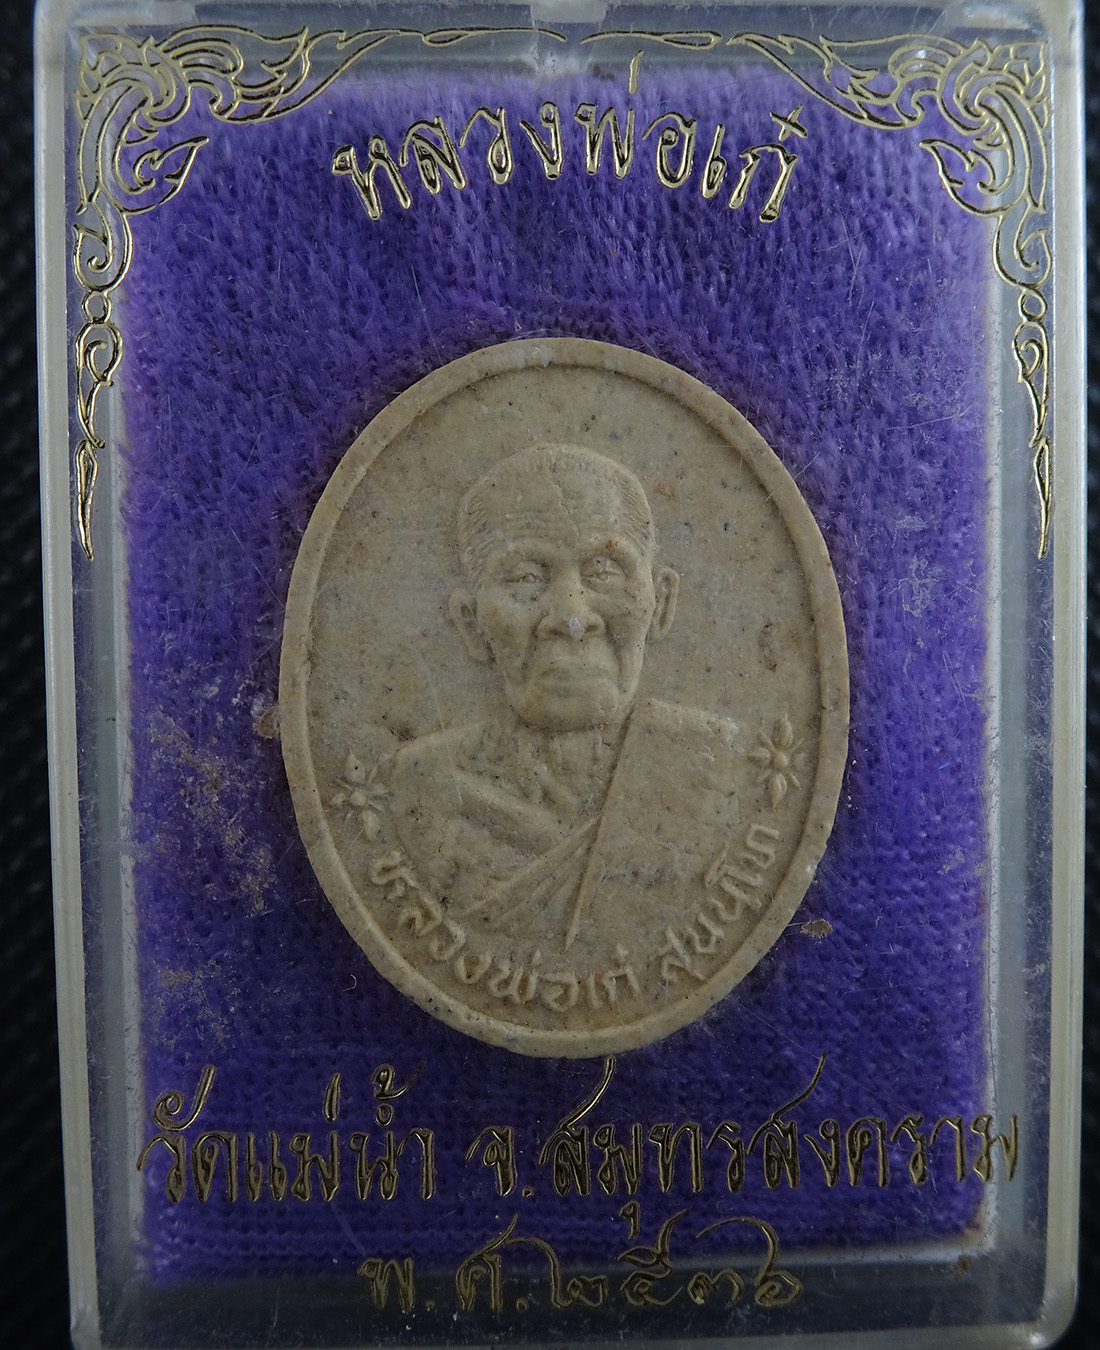 หลวงพ่อเก๋
หลวงพ่อเก๋ สุนนฺโท
วัดแม่น้ำ จ.สมุทรสงคราม
พ.ศ.๒๕๓๖